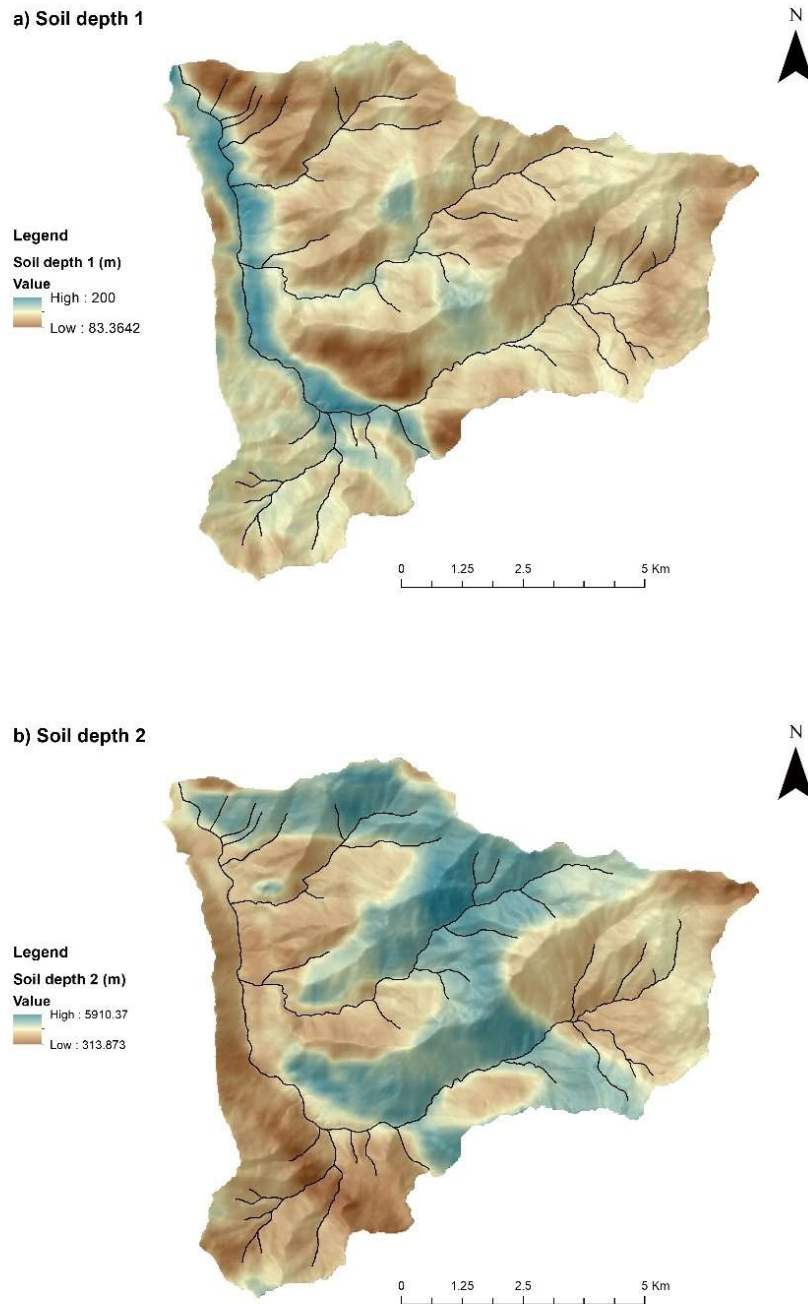 a) Soil depth 1
N
Legend
Soil depth 1 (m)
Value
High : 200
Low : 83.3642
0 1.25 2.5 5 Km
b) Soil depth 2
N
Legend
Soil depth 2 (m)
Value
High : 5910.37
Low : 313.873
0 1.25 2.5 5 Km